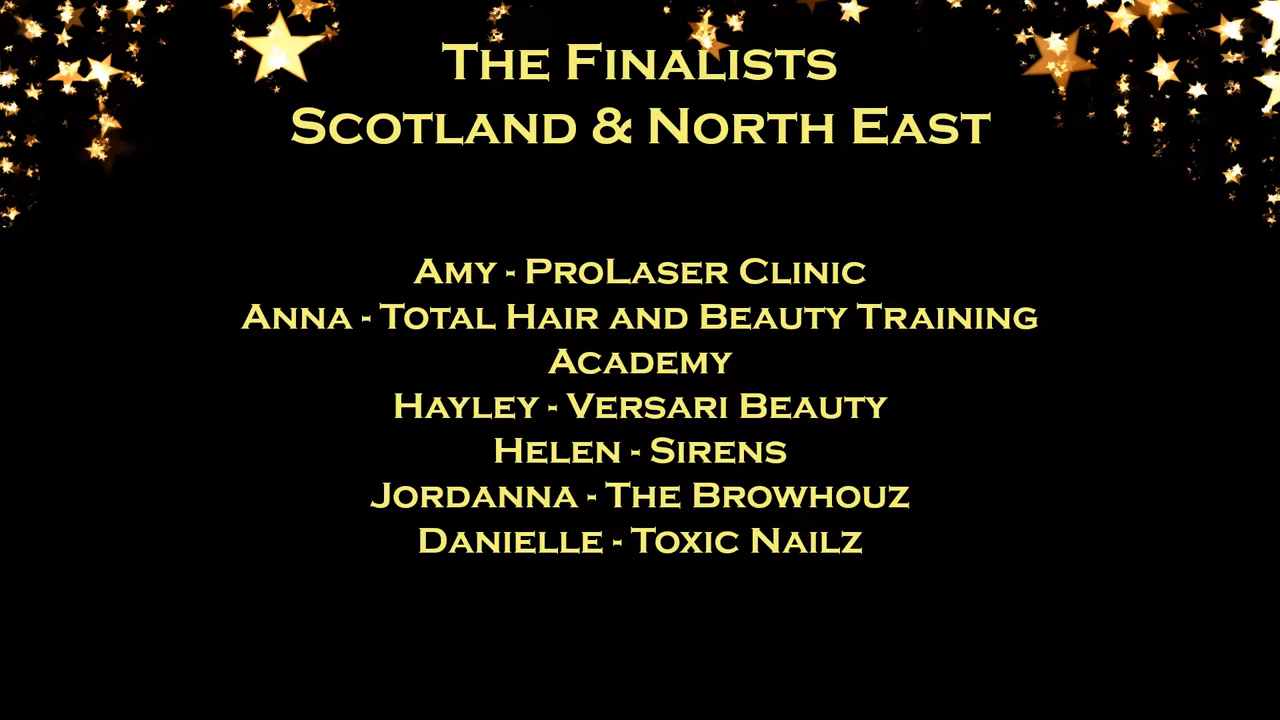 The Finalists
Scotland & North East
Amy - ProLaser Clinic
Anna - Total Hair and Beauty Training
Academy
Hayley - Versari Beauty
Helen - Sirens
Jordanna - The Browhouz
Danielle - Toxic Nailz